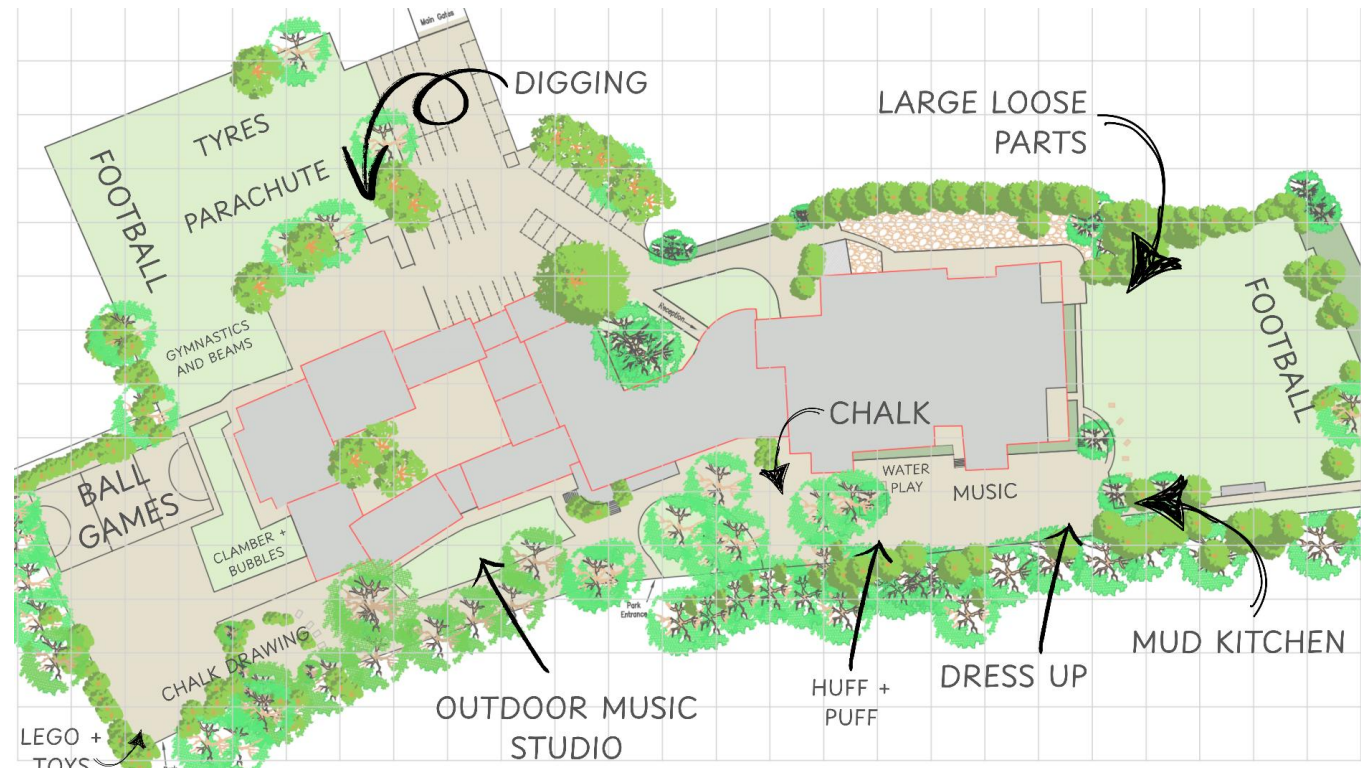 Main Gates
DIGGING
LARGE LOOSE
PARTS
TYRES
FOOTBALL
PARACHUTE
Reception
FOOTBALL
GYMNASTICS
AND BEAMS
CHALK
BALL
GAMES
WATER
PLAY
MUSIC
CLAMBER +
BUBBLES
Park
Entrance
CHALK DRAWING
MUD KITCHEN
DRESS UP
HUFF +
PUFF
OUTDOOR MUSIC
STUDIO
LEGO +
TOYS